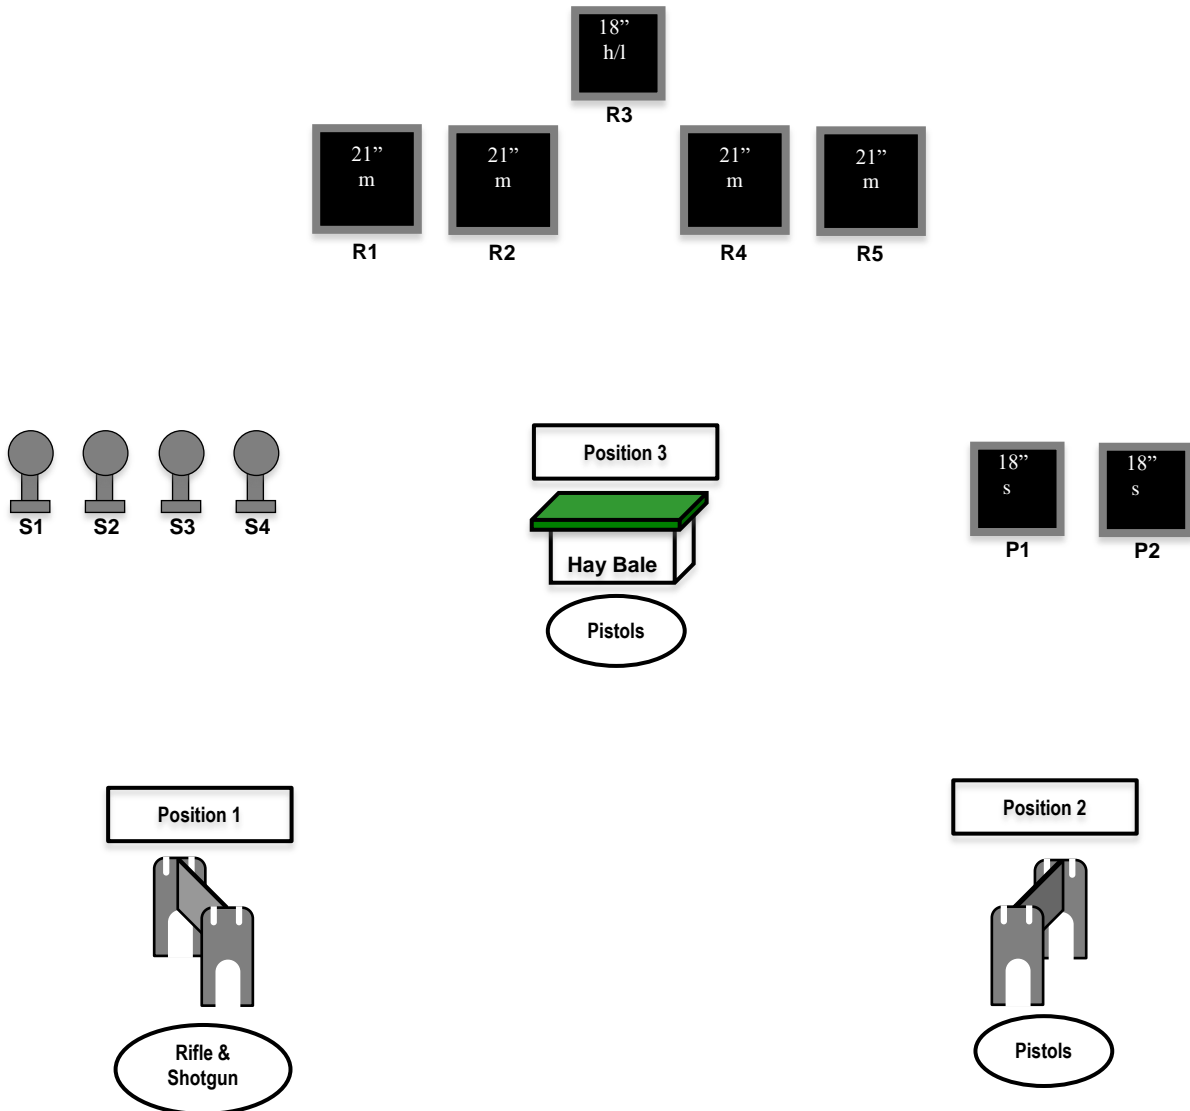 18”
h/l
R3
21”
m
21”
m
21”
m
21”
m
R1
R2
R4
R5
Position 3
18”
s
18”
s
S1
S2
S3
S4
Hay Bale
P1
P2
Pistols
Position 1
Position 2
Rifle &
Shotgun
Pistols